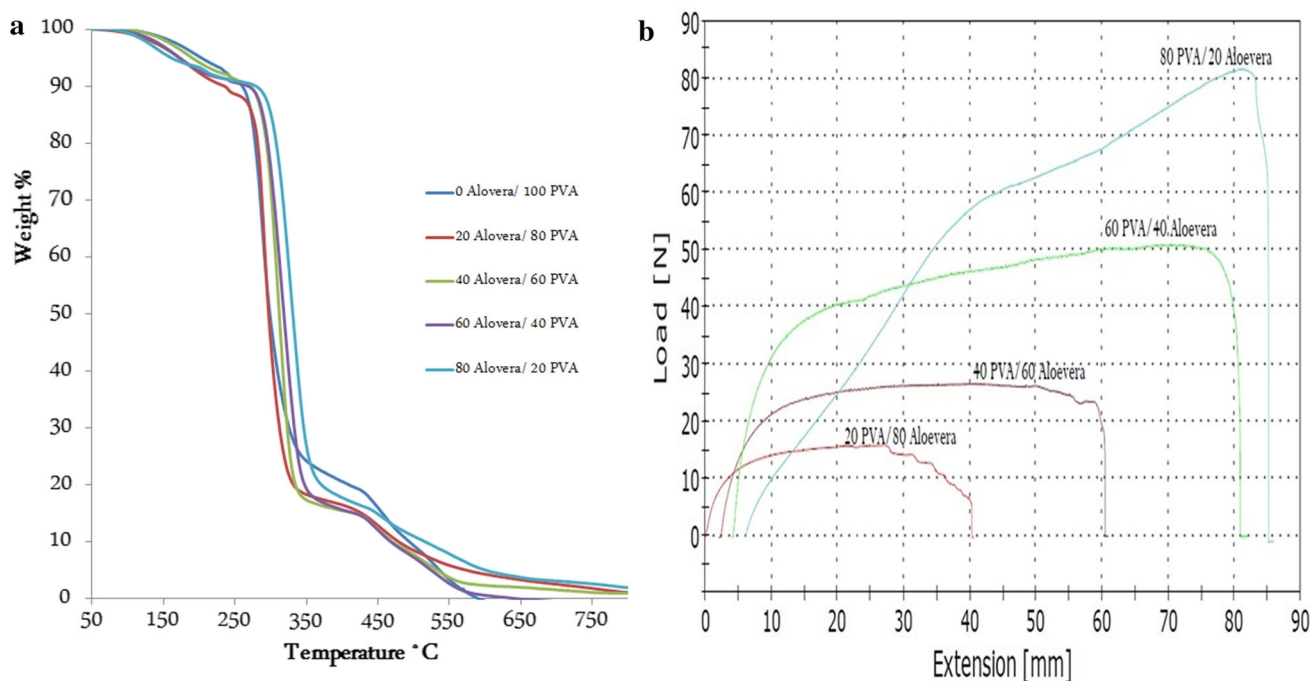 a
100
90
80
70
60
50
40
30
20
10
0
Weight %
50
150
250
350
450
550
650
750
Temperature °C
0 Alovera/ 100 PVA
20 Alovera/ 80 PVA
40 Alovera/ 60 PVA
60 Alovera/ 40 PVA
80 Alovera/ 20 PVA
b
90
80
70
60
50
40
30
20
10
0
Load [N]
80 PVA/20 Aloevera
60 PVA/40 Aloevera
40 PVA/60 Aloevera
20 PVA/80 Aloevera
0
10
20
30
40
50
60
70
80
90
Extension [mm]